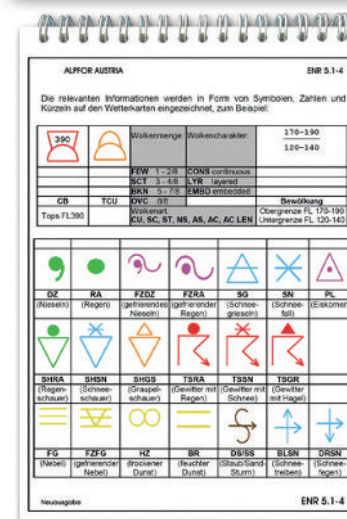 ALPFOR AUSTRIA ENR 5.1-4
Die relevanten Informationen werden in Form von Symbolen, Zahlen und
Kürzeln auf den Wetterkarten eingezeichnet, zum Beispiel:
390 Wolkenmenge: Wolkencharakter: 170-190
120-140
FEW 1 - 2/8 CONS continuous
SCT 3 - 4/8 LYR layered
BKN 5 - 7/8 EMBD embedded
CB TCU OVC 8/8 Bewölkung
Tops FL390 Wolkenart Obergrenze FL 170-190
CU, SC, ST, NS, AS, AC, AC LEN Untergrenze FL 120-140
DZ RA FZDZ FZRA SG SN PL
(Nieseln) (Regen) (gefrierendes Nieseln) (gefrierender Regen) (Schnee-griesseln) (Schnee-fall) (Eiskörner)
SHRA SHSN SHGS TSRA TSSN TSGR
(Regen-schauer) (Schnee-schauer) (Graupel-schauer) (Gewitter mit Regen) (Gewitter mit Schnee) (Gewitter mit Hagel)
FG FZFG HZ BR DS/SS BLSN DRSN
(Nebel) (gefrierender Nebel) (trockener Dunst) (feuchter Dunst) (Staub/Sand-Sturm) (Schnee-treiben) (Schnee-fegen)
Neuausgabe ENR 5.1-4